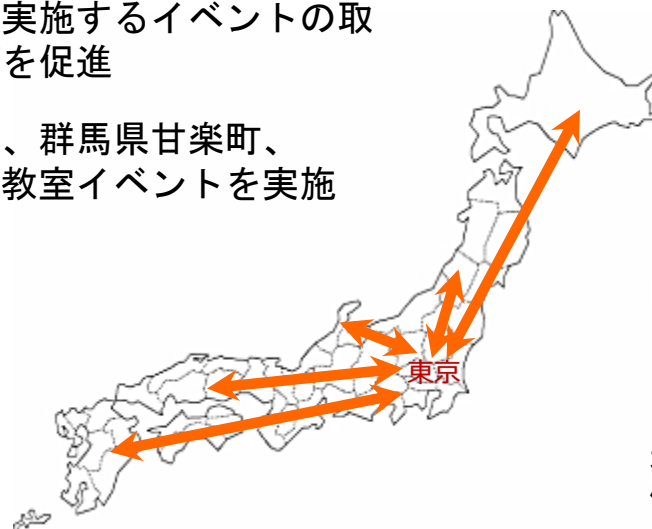 実施するイベントの取
を促進
、群馬県甘楽町、
教室イベントを実施
東京